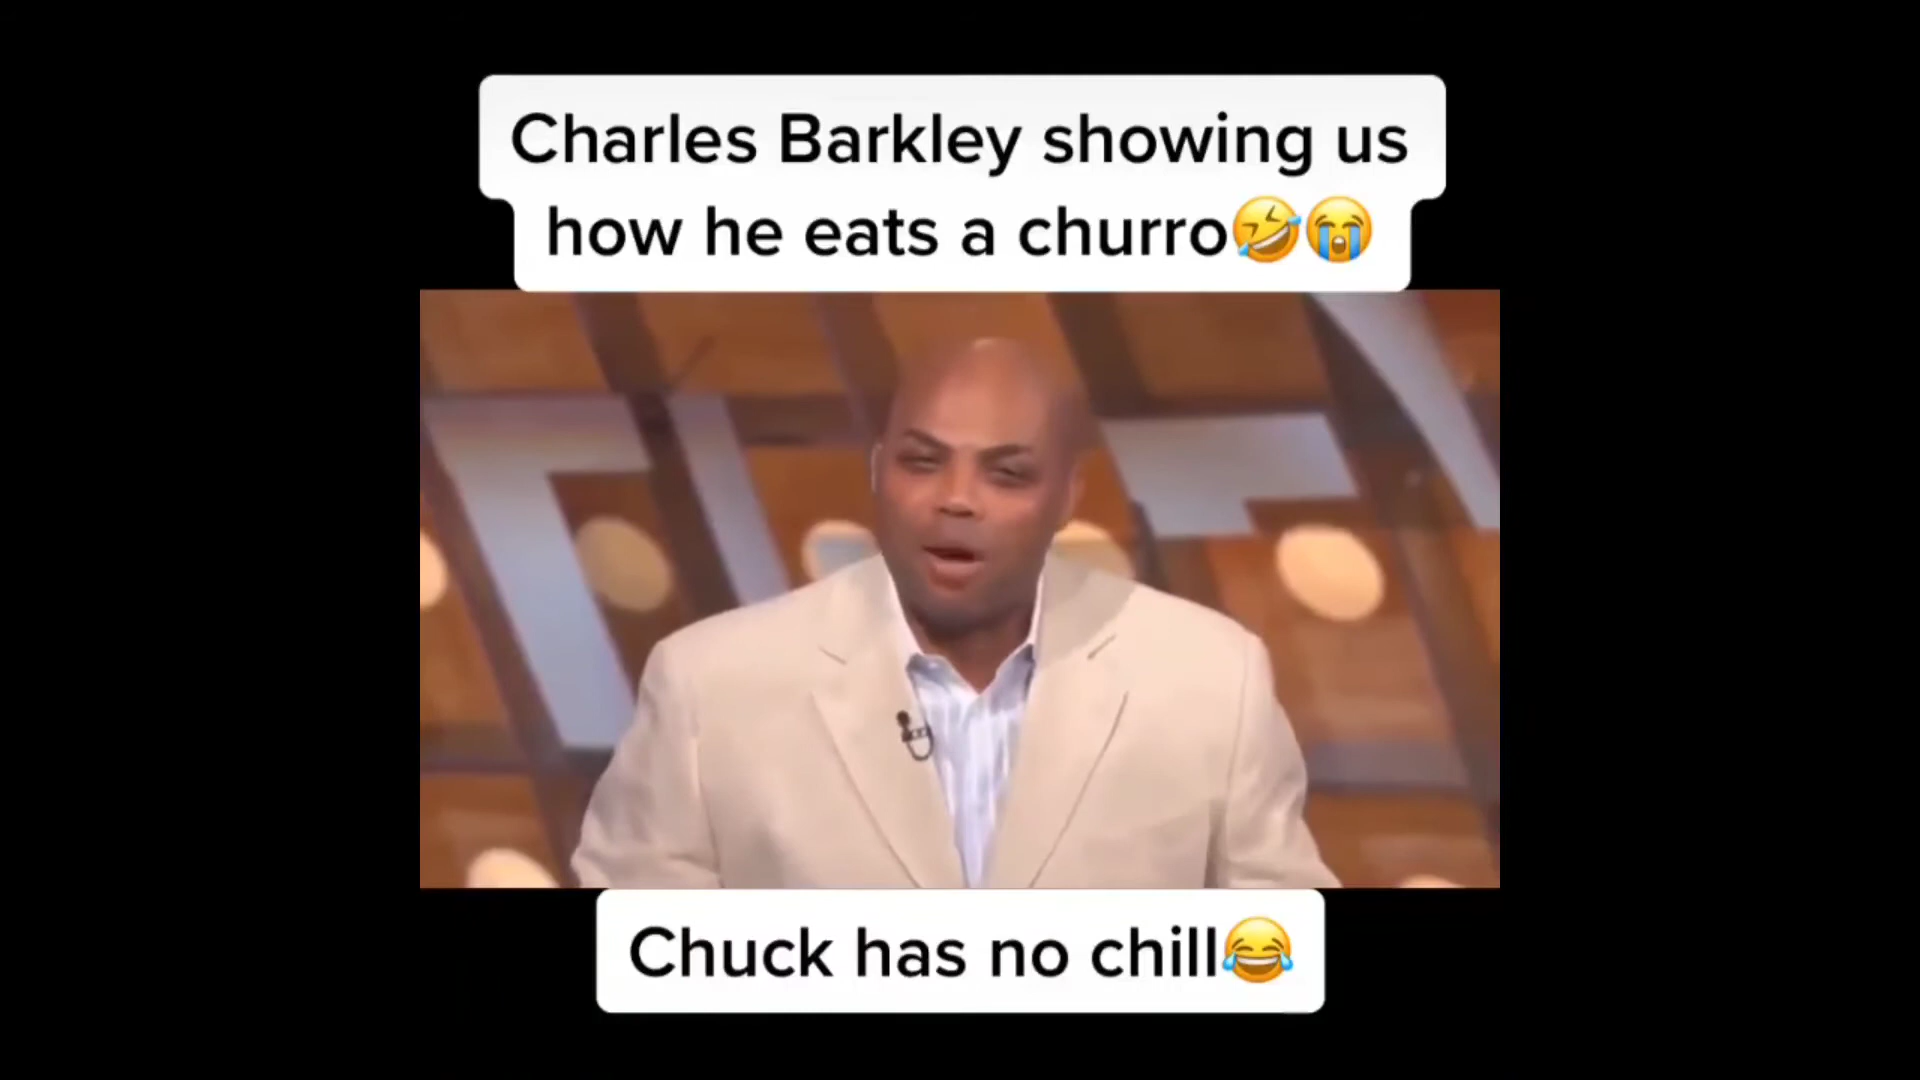 Charles Barkley showing us
how he eats a churro🤣😭
Chuck has no chill😂